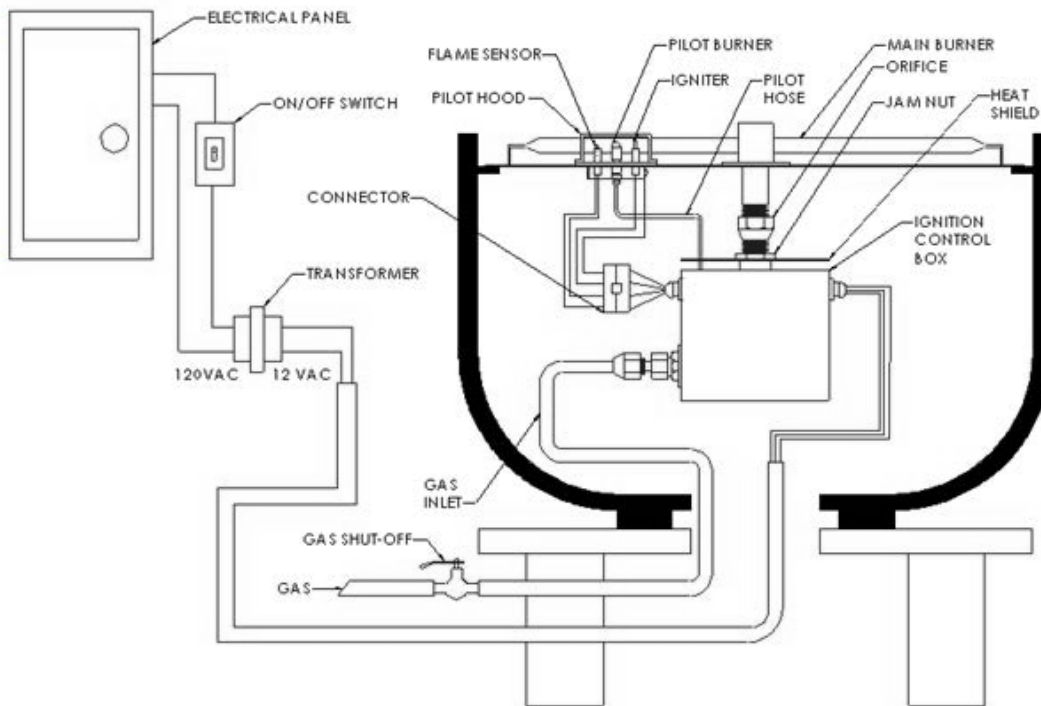 ELECTRICAL PANEL
ON/OFF SWITCH
TRANSFORMER
120VAC
12 VAC
FLAME SENSOR
PILOT BURNER
IGNITER
PILOT HOOD
PILOT
HOSE
MAIN BURNER
ORIFICE
JAM NUT
HEAT
SHIELD
CONNECTOR
IGNITION
CONTROL
BOX
GAS
INLET
GAS SHUT-OFF
GAS